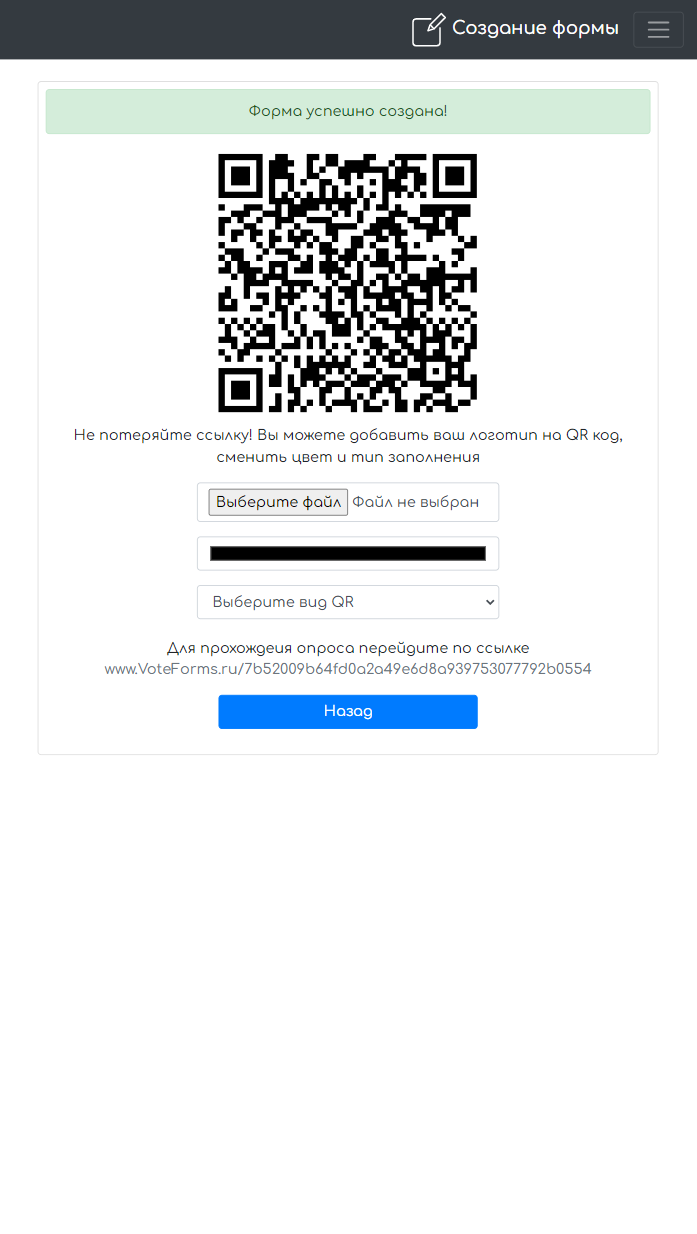 Создание формы
Форма успешно создана!
Не потеряйте ссылку! Вы можете добавить ваш логотип на QR код,
сменить цвет и тип заполнения
Выберите файл Файл не выбран
Выберите вид QR
Для прохождеия опроса перейдите по ссылке
www.VoteForms.ru/7b52009b64fd0a2a49e6d8a939753077792b0554
Назад